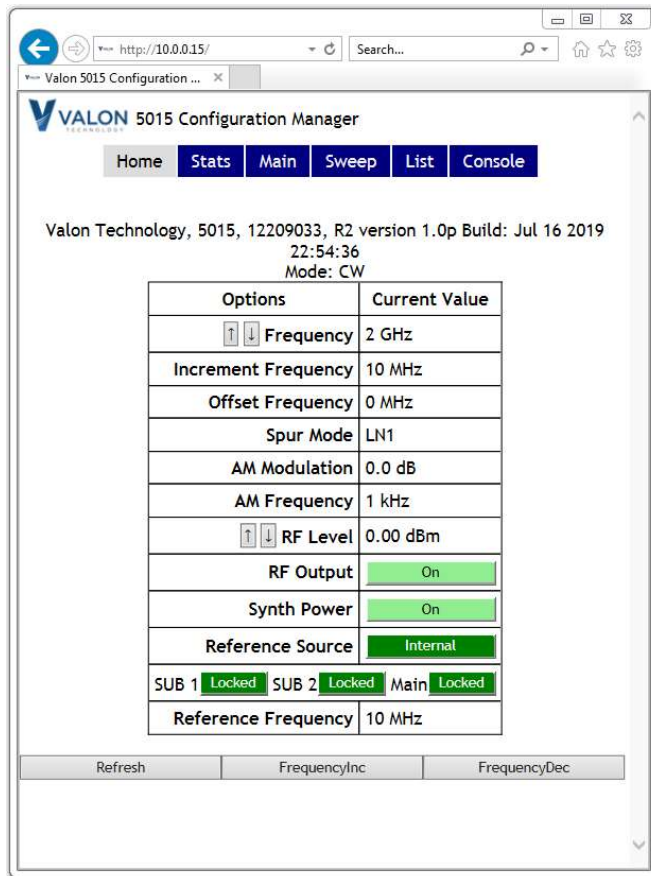 http://10.0.0.15/
Search...
Valon 5015 Configuration ...
VALON 5015 Configuration Manager
TECHNOLOGY
Home Stats Main Sweep List Console
Valon Technology, 5015, 12209033, R2 version 1.0p Build: Jul 16 2019
22:54:36
Mode: CW
Options Current Value
↑ ↓ Frequency 2 GHz
Increment Frequency 10 MHz
Offset Frequency 0 MHz
Spur Mode LN1
AM Modulation 0.0 dB
AM Frequency 1 kHz
↑ ↓ RF Level 0.00 dBm
RF Output On
Synth Power On
Reference Source Internal
SUB 1 Locked SUB 2 Locked Main Locked
Reference Frequency 10 MHz
Refresh FrequencyInc FrequencyDec